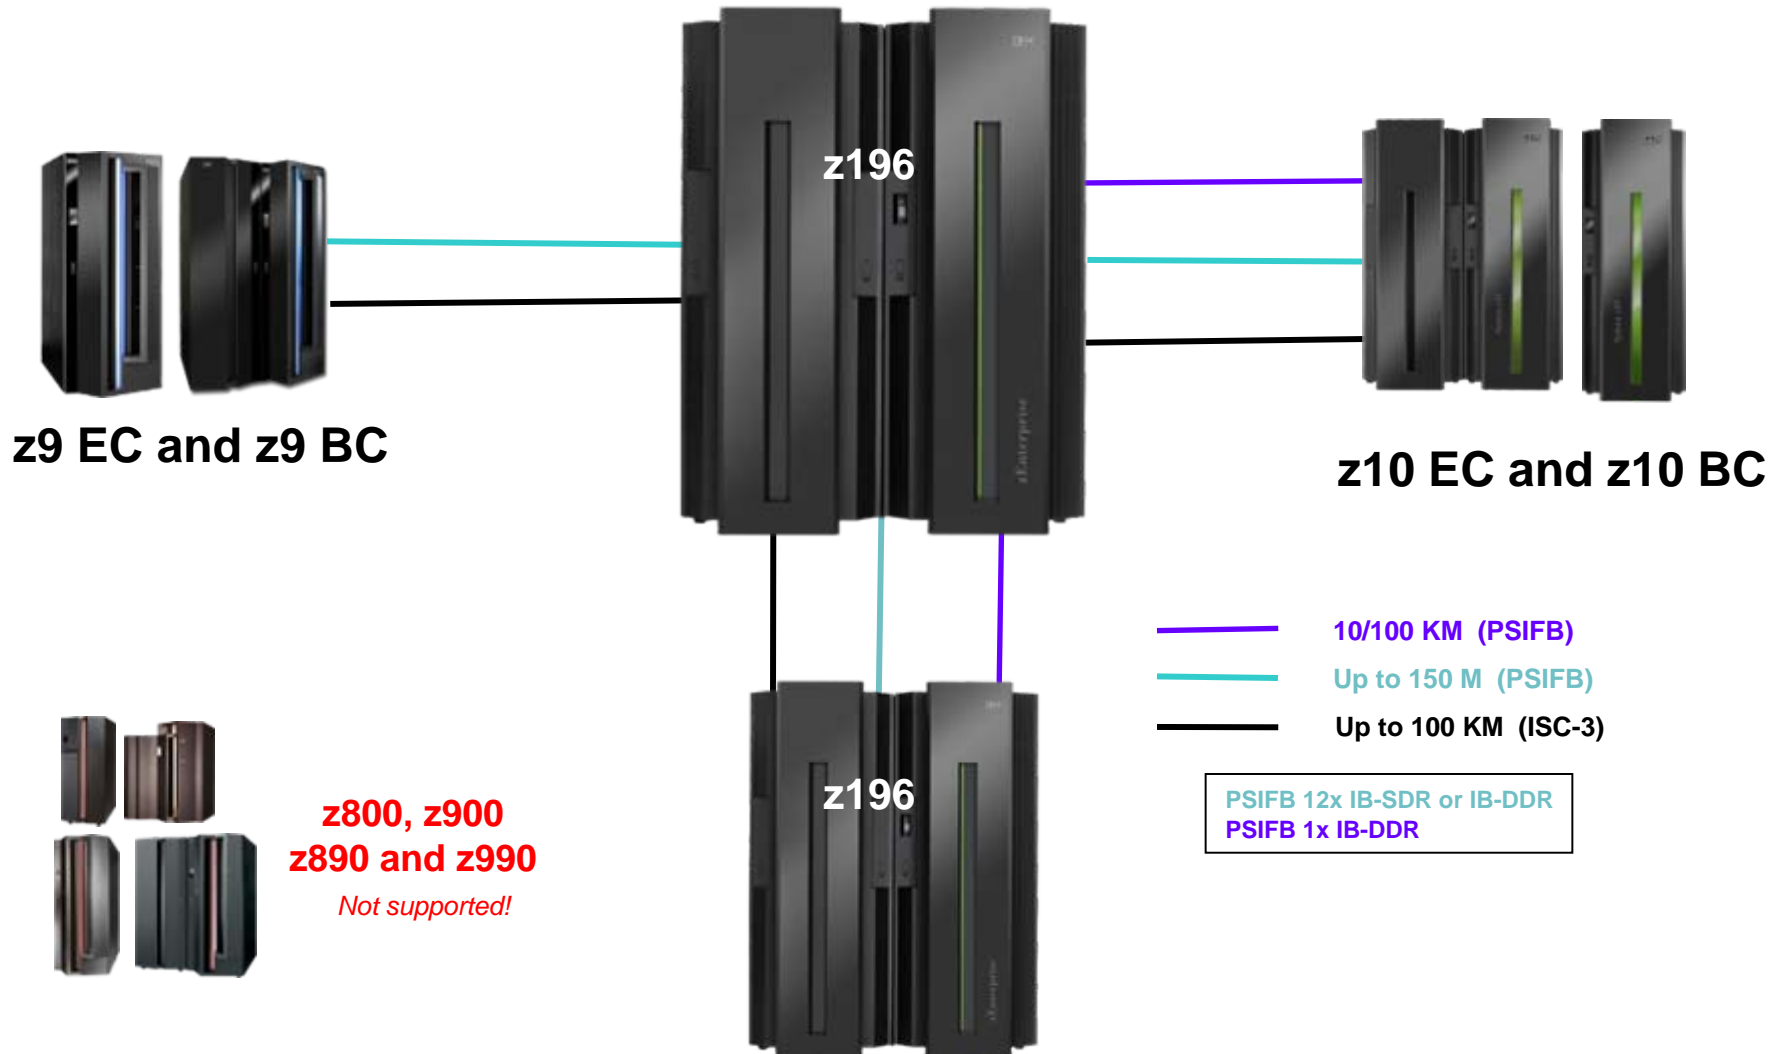 z196
z9 EC and z9 BC
z10 EC and z10 BC
zEnterprise
10/100 KM (PSIFB)
Up to 150 M (PSIFB)
Up to 100 KM (ISC-3)
PSIFB 12x IB-SDR or IB-DDR
PSIFB 1x IB-DDR
z196
zEnterprise
z800, z900
z890 and z990
Not supported!